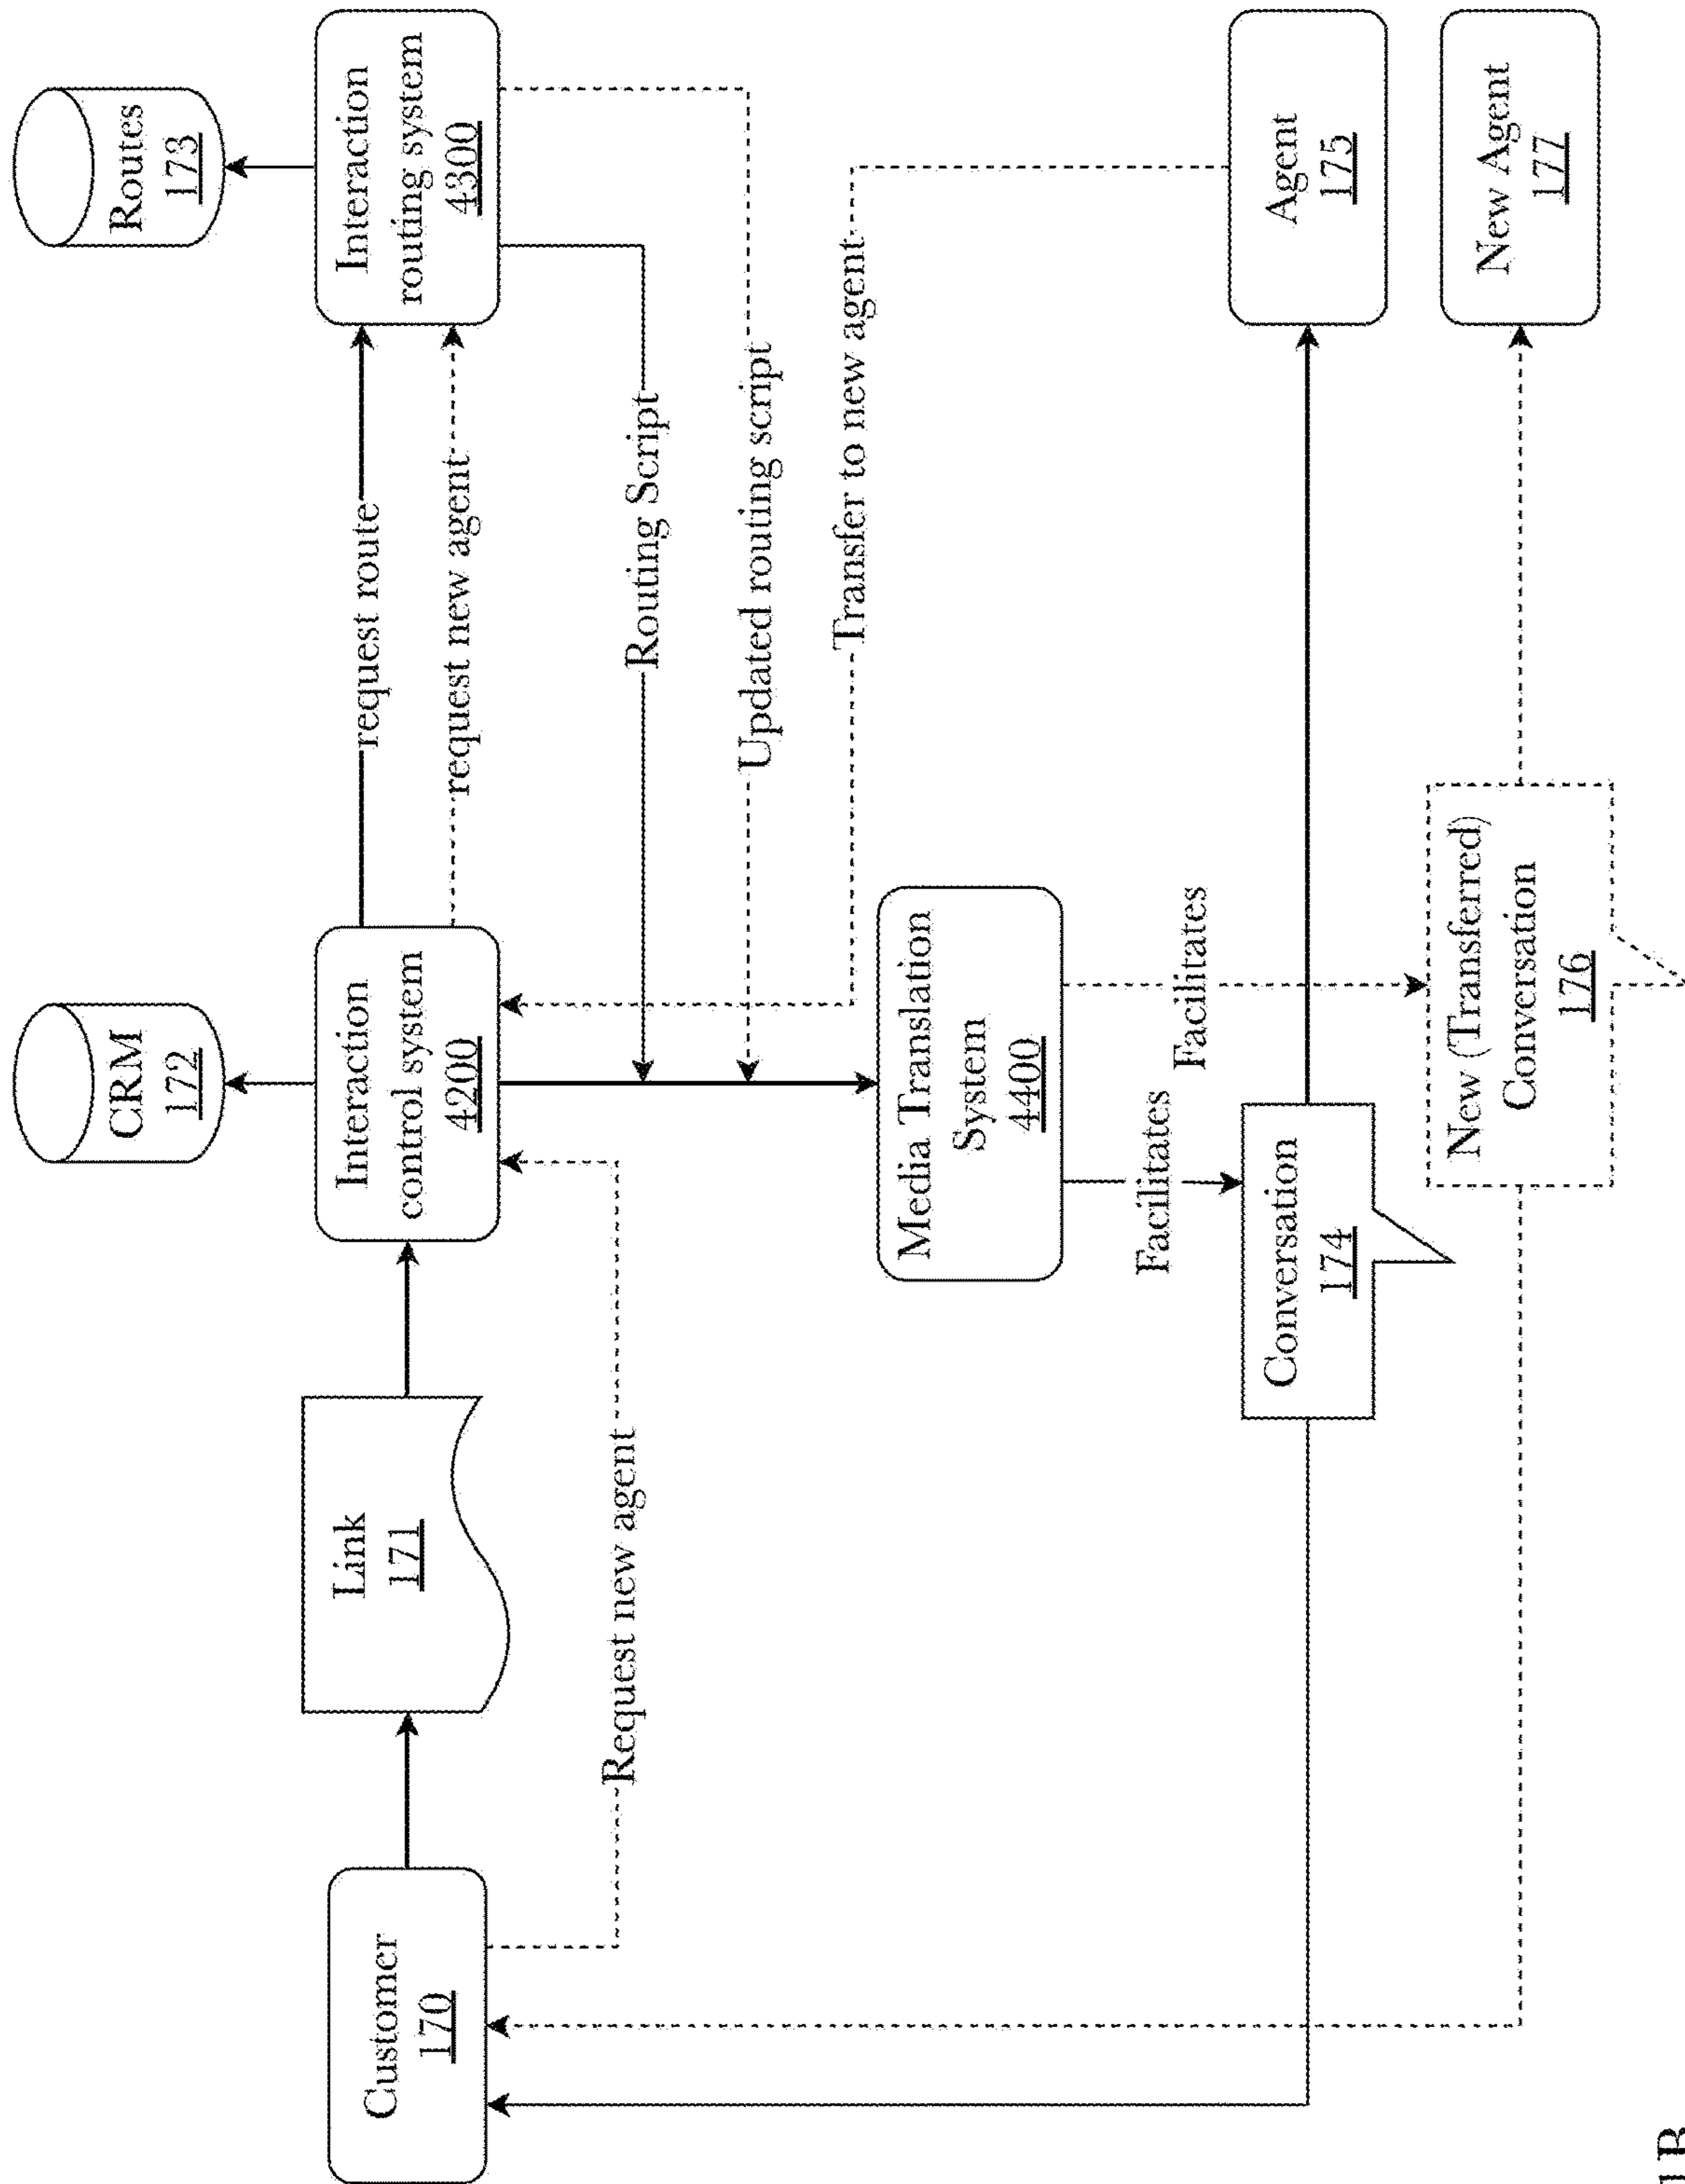 CRM
172
Routes
173
Customer
170
Link
171
Interaction
control system
4200
request route
request new agent
Interaction
routing system
4300
Request new agent
Routing Script
Updated routing script
Transfer to new agent
Media Translation
System
4400
Facilitates
Facilitates
Conversation
174
Agent
175
New (Transferred)
Conversation
176
New Agent
177
1B